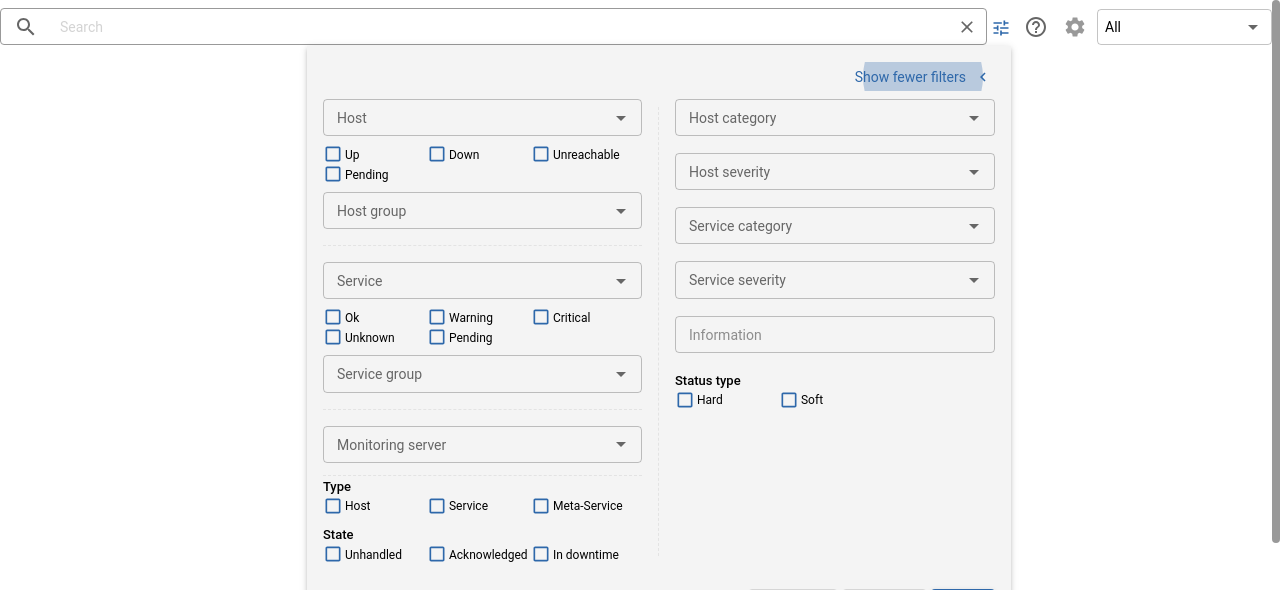 Search
All
Show fewer filters
Host
Up Down Unreachable
Pending
Host group
Service
Ok Warning Critical
Unknown Pending
Service group
Monitoring server
Type
Host Service Meta-Service
State
Unhandled Acknowledged In downtime
Host category
Host severity
Service category
Service severity
Information
Status type
Hard Soft